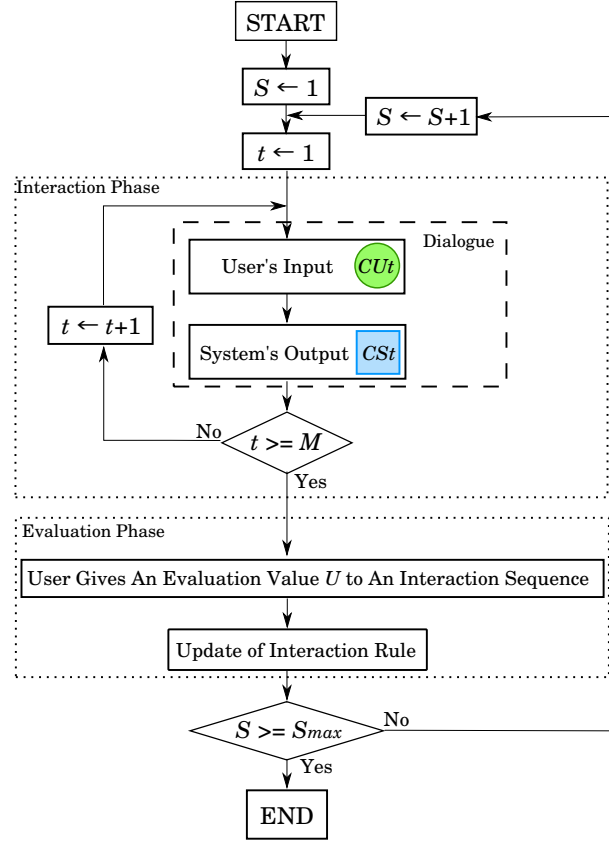 START
S ← 1
S ← S+1
t ← 1
Interaction Phase
Dialogue
User's Input CUt
t ← t+1
System's Output CSt
No
t >= M
Yes
Evaluation Phase
User Gives An Evaluation Value U to An Interaction Sequence
Update of Interaction Rule
S >= Smax
No
Yes
END